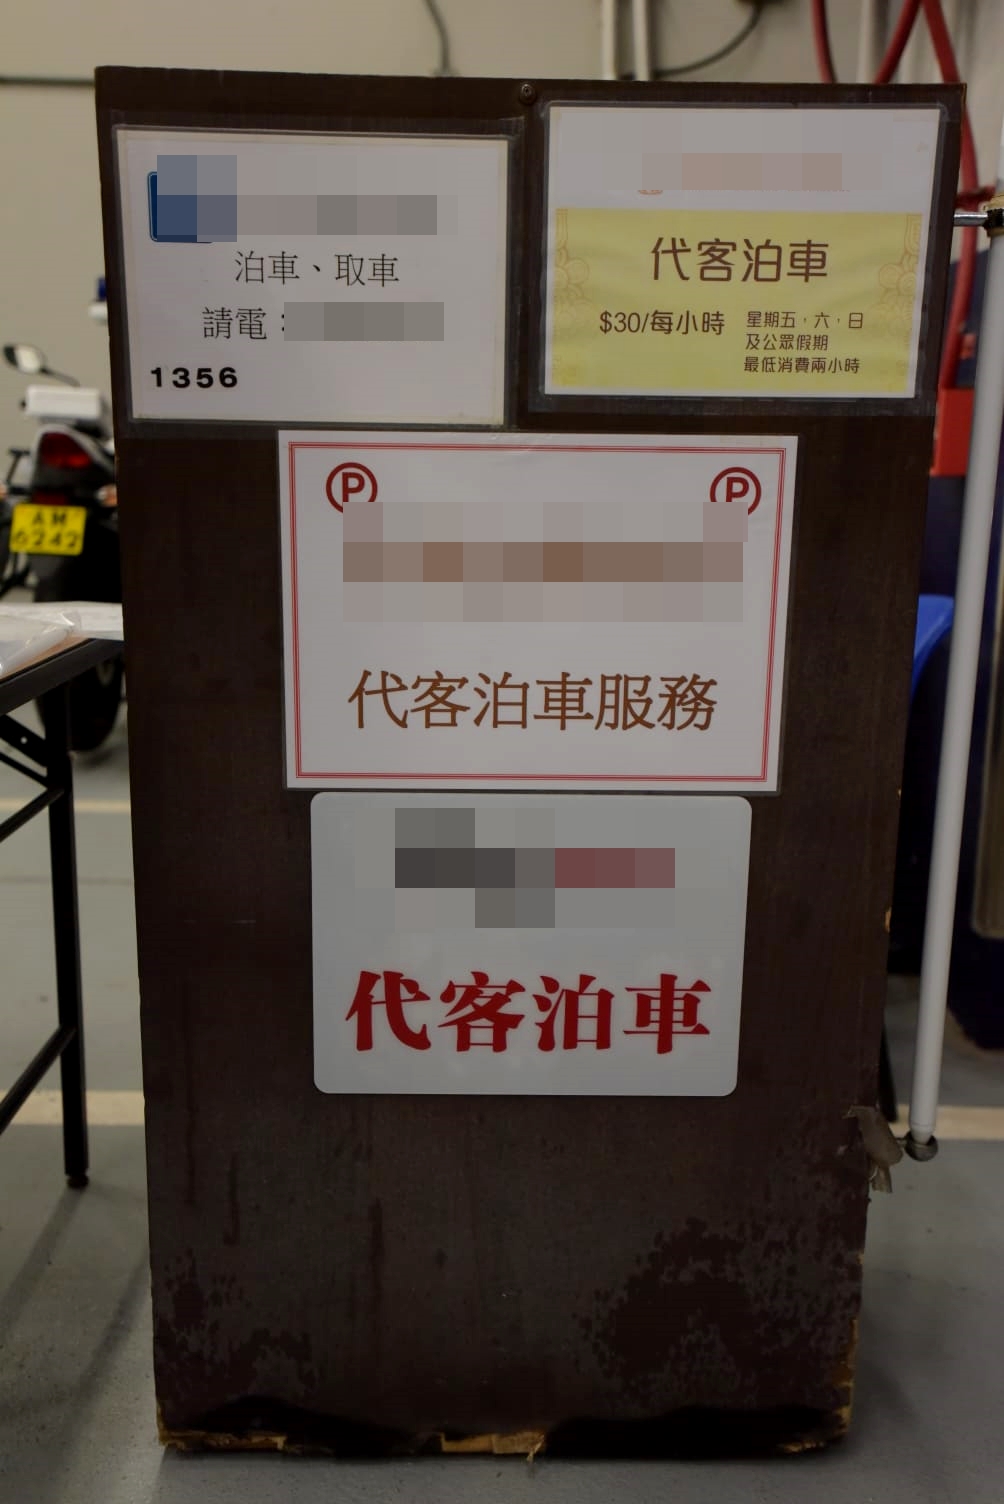 泊車、取車
請電：
1356
代客泊車
$30/每小時
星期五，六，日
及公眾假期
最低消費兩小時
P
P
代客泊車服務
代客泊車
AM
6242